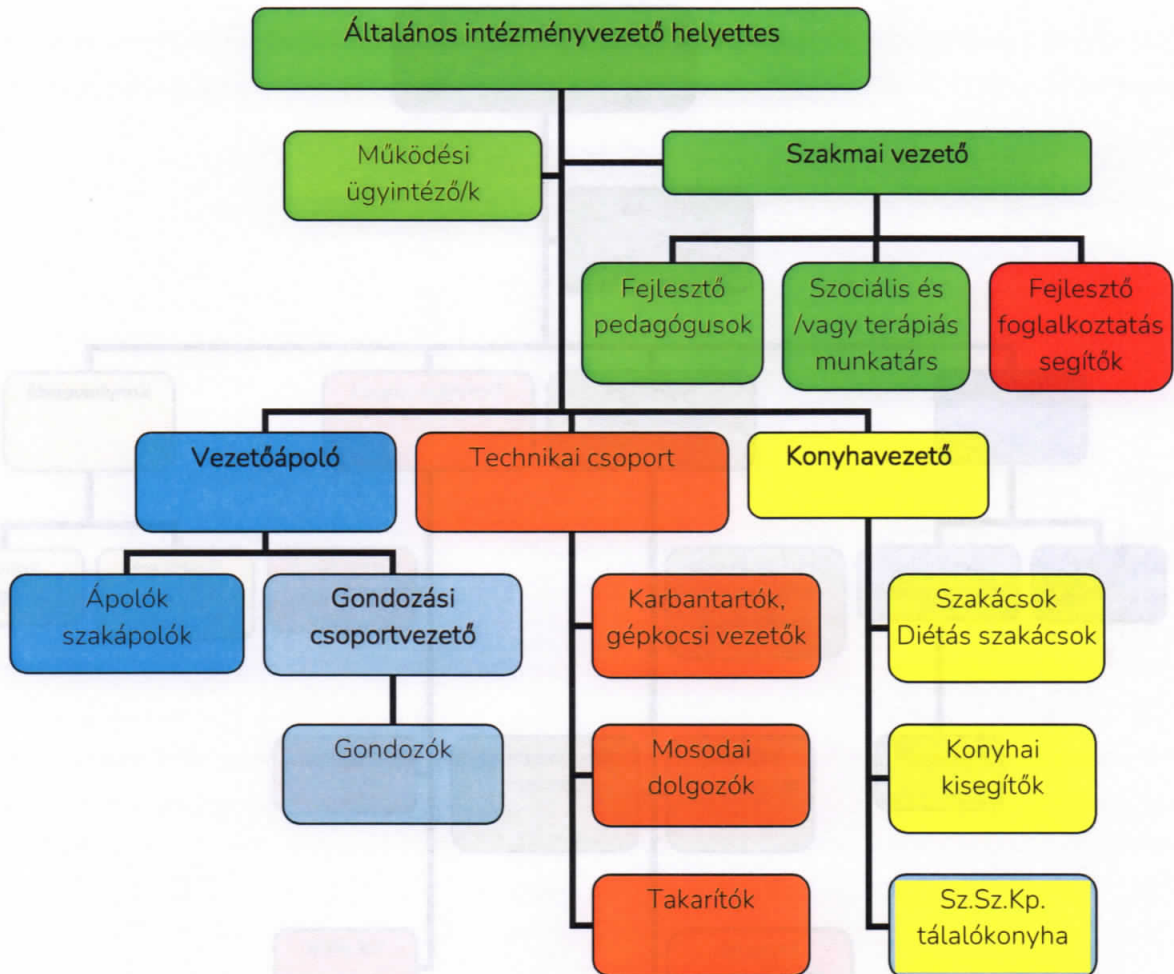 Általános intézményvezető helyettes
Működési
ügyintéző/k
Szakmai vezető
Fejlesztő
pedagógusok
Szociális és
/vagy terápiás
munkatárs
Fejlesztő
foglalkoztatás
segítők
Vezetőápoló
Technikai csoport
Konyhavezető
Ápolók
szakápolók
Gondozási
csoportvezető
Karbantartók,
gépkocsi vezetők
Szakácsok
Diétás szakácsok
Gondozók
Mosodai
dolgozók
Konyhai
kisegítők
Takarítók
Sz.Sz.Kp.
tálalókonyha